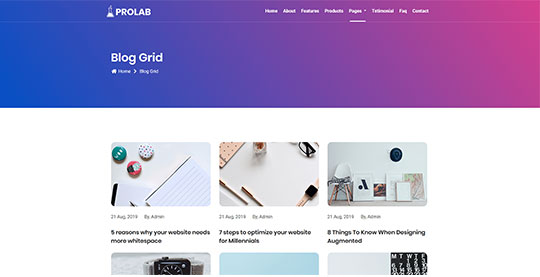 PROLAB
Home About Features Products Pages Tetimonial Faq Contact
Blog Grid
Home > Blog Grid
21 Aug, 2019 By, Admin
5 reasons why your website needs
more whitespace
21 Aug, 2019 By, Admin
7 steps to optimize your website
for Millennials
21 Aug, 2019 By, Admin
8 Things To Know When Designing
Augmented